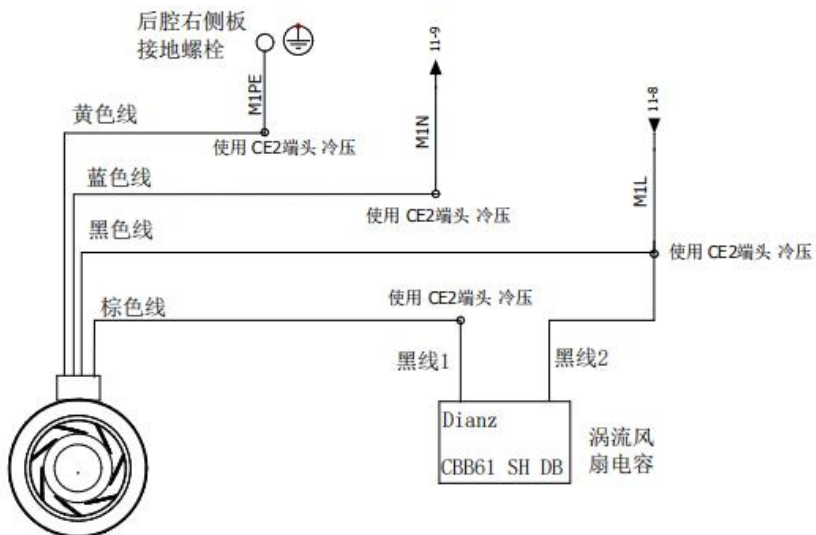 后腔右侧板
接地螺栓
11-9
11-8
M1PE
M1N
M1L
黄色线
使用 CE2端头 冷压
蓝色线
使用 CE2端头 冷压
黑色线
使用 CE2端头 冷压
使用 CE2端头 冷压
棕色线
黑线1
黑线2
Dianz
CBB61 SH DB
涡流风
扇电容